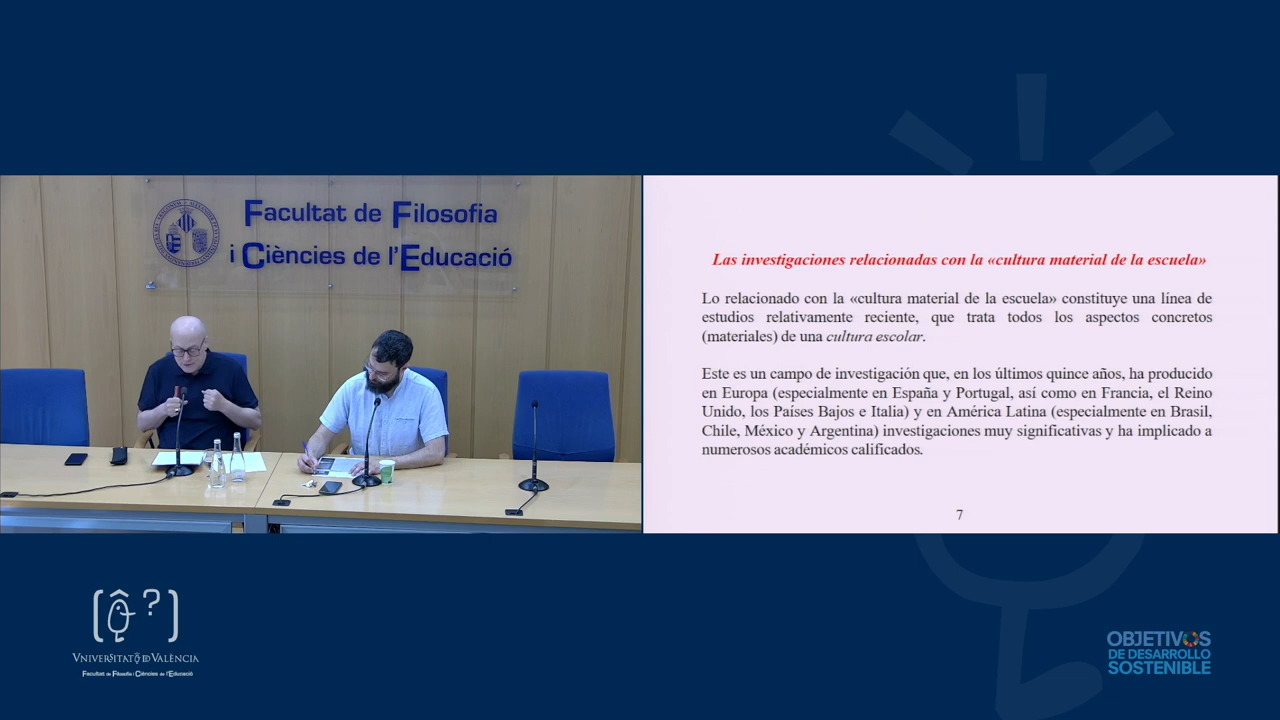 Facultat de Filosofia
i Ciències de l'Educació
Las investigaciones relacionadas con la «cultura material de la escuela»
Lo relacionado con la «cultura material de la escuela» constituye una línea de
estudios relativamente reciente, que trata todos los aspectos concretos
(materiales) de una cultura escolar.
Este es un campo de investigación que, en los últimos quince años, ha producido
en Europa (especialmente en España y Portugal, así como en Francia, el Reino
Unido, los Países Bajos e Italia) y en América Latina (especialmente en Brasil,
Chile, México y Argentina) investigaciones muy significativas y ha implicado a
numerosos académicos calificados.
7
[Ô?]
VNIVERSITATÕDVALÈNCIA
Facultat de Filosofia i Ciències de l'Educació
OBJETIVOS
DE DESARROLLO
SOSTENIBLE